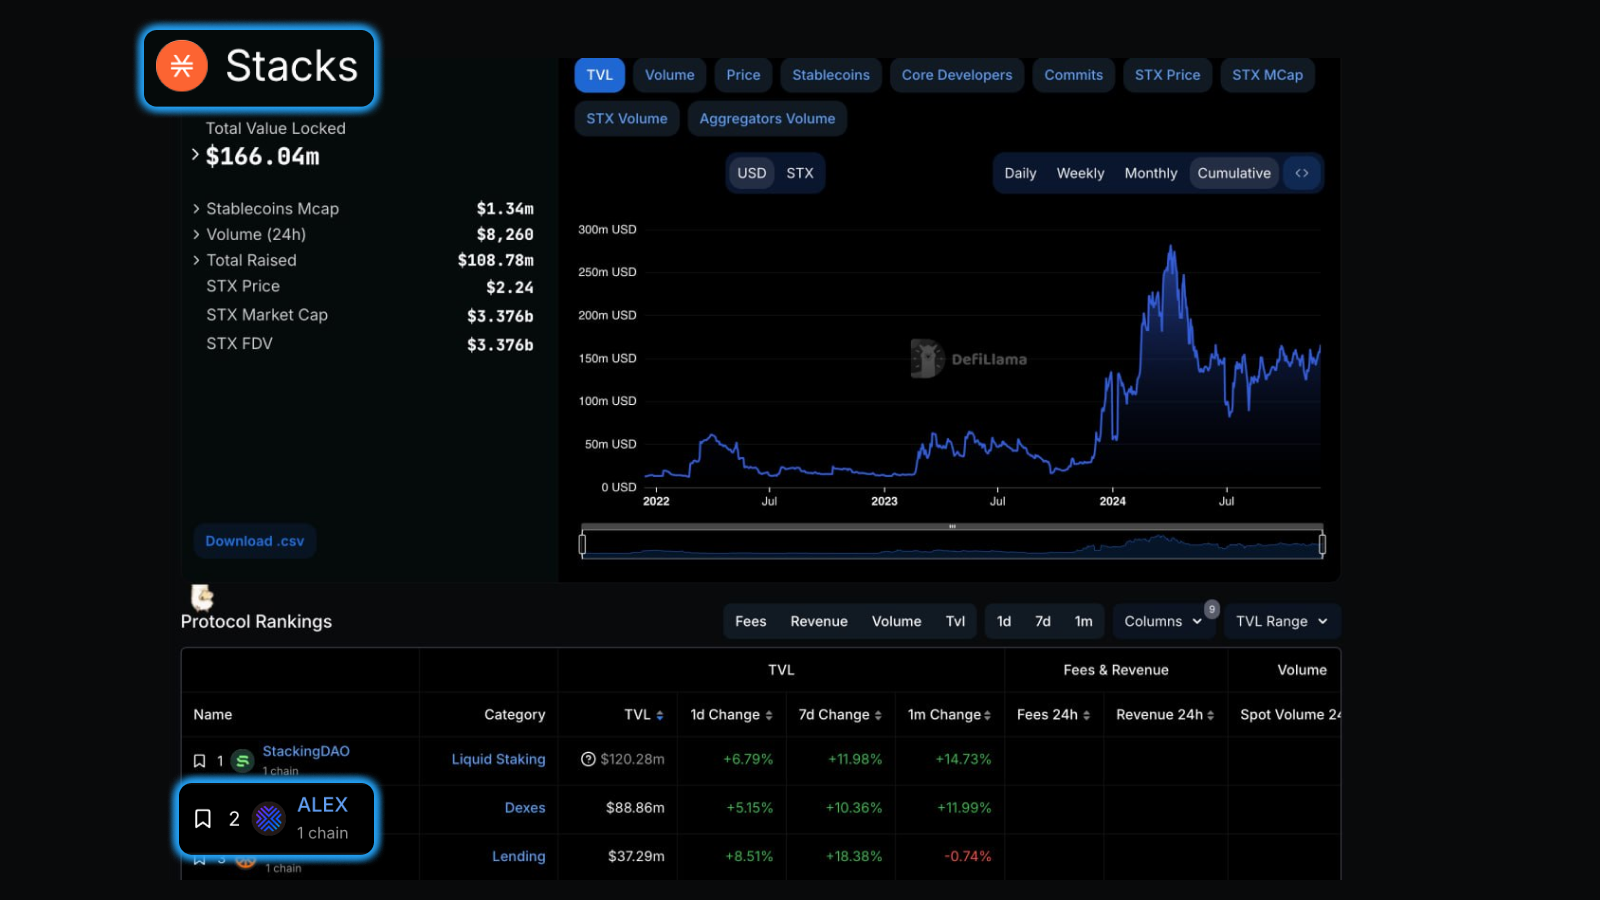 Stacks
Total Value Locked
$166.04m
Stablecoins Mcap $1.34m
Volume (24h) $8,260
Total Raised $108.78m
STX Price $2.24
STX Market Cap $3.376b
STX FDV $3.376b
Download .csv
TVL Volume Price Stablecoins Core Developers Commits STX Price STX MCap
STX Volume Aggregators Volume
USD STX Daily Weekly Monthly Cumulative <>
300m USD
250m USD
200m USD
150m USD
100m USD
50m USD
0 USD
DefiLlama
2022 Jul 2023 Jul 2024 Jul
Protocol Rankings
Fees Revenue Volume Tvl 1d 7d 1m Columns 9 TVL Range
TVL Fees & Revenue Volume
Name Category TVL 1d Change 7d Change 1m Change Fees 24h Revenue 24h Spot Volume 24
1 StackingDAO Liquid Staking $120.28m +6.79% +11.98% +14.73%
1 chain
2 ALEX Dexes $88.86m +5.15% +10.36% +11.99%
1 chain
3 Lending $37.29m +8.51% +18.38% -0.74%
1 chain